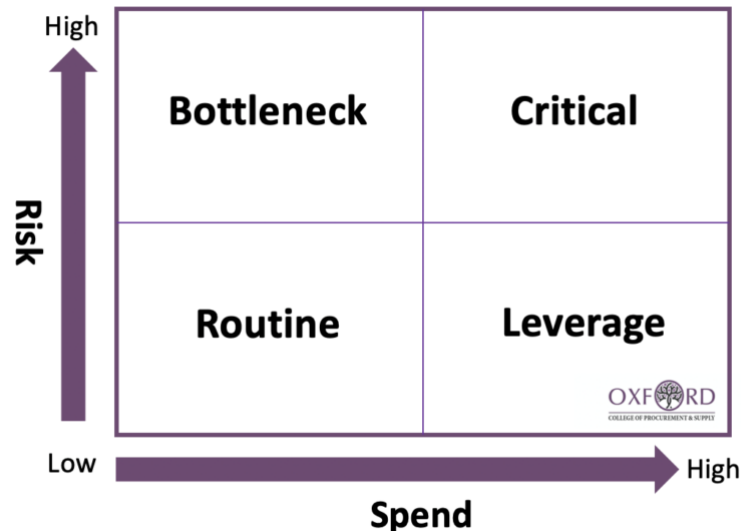 High
Bottleneck
Critical
Risk
Routine
Leverage
OXFORD
COLLEGE OF PROCUREMENT & SUPPLY
Low
High
Spend